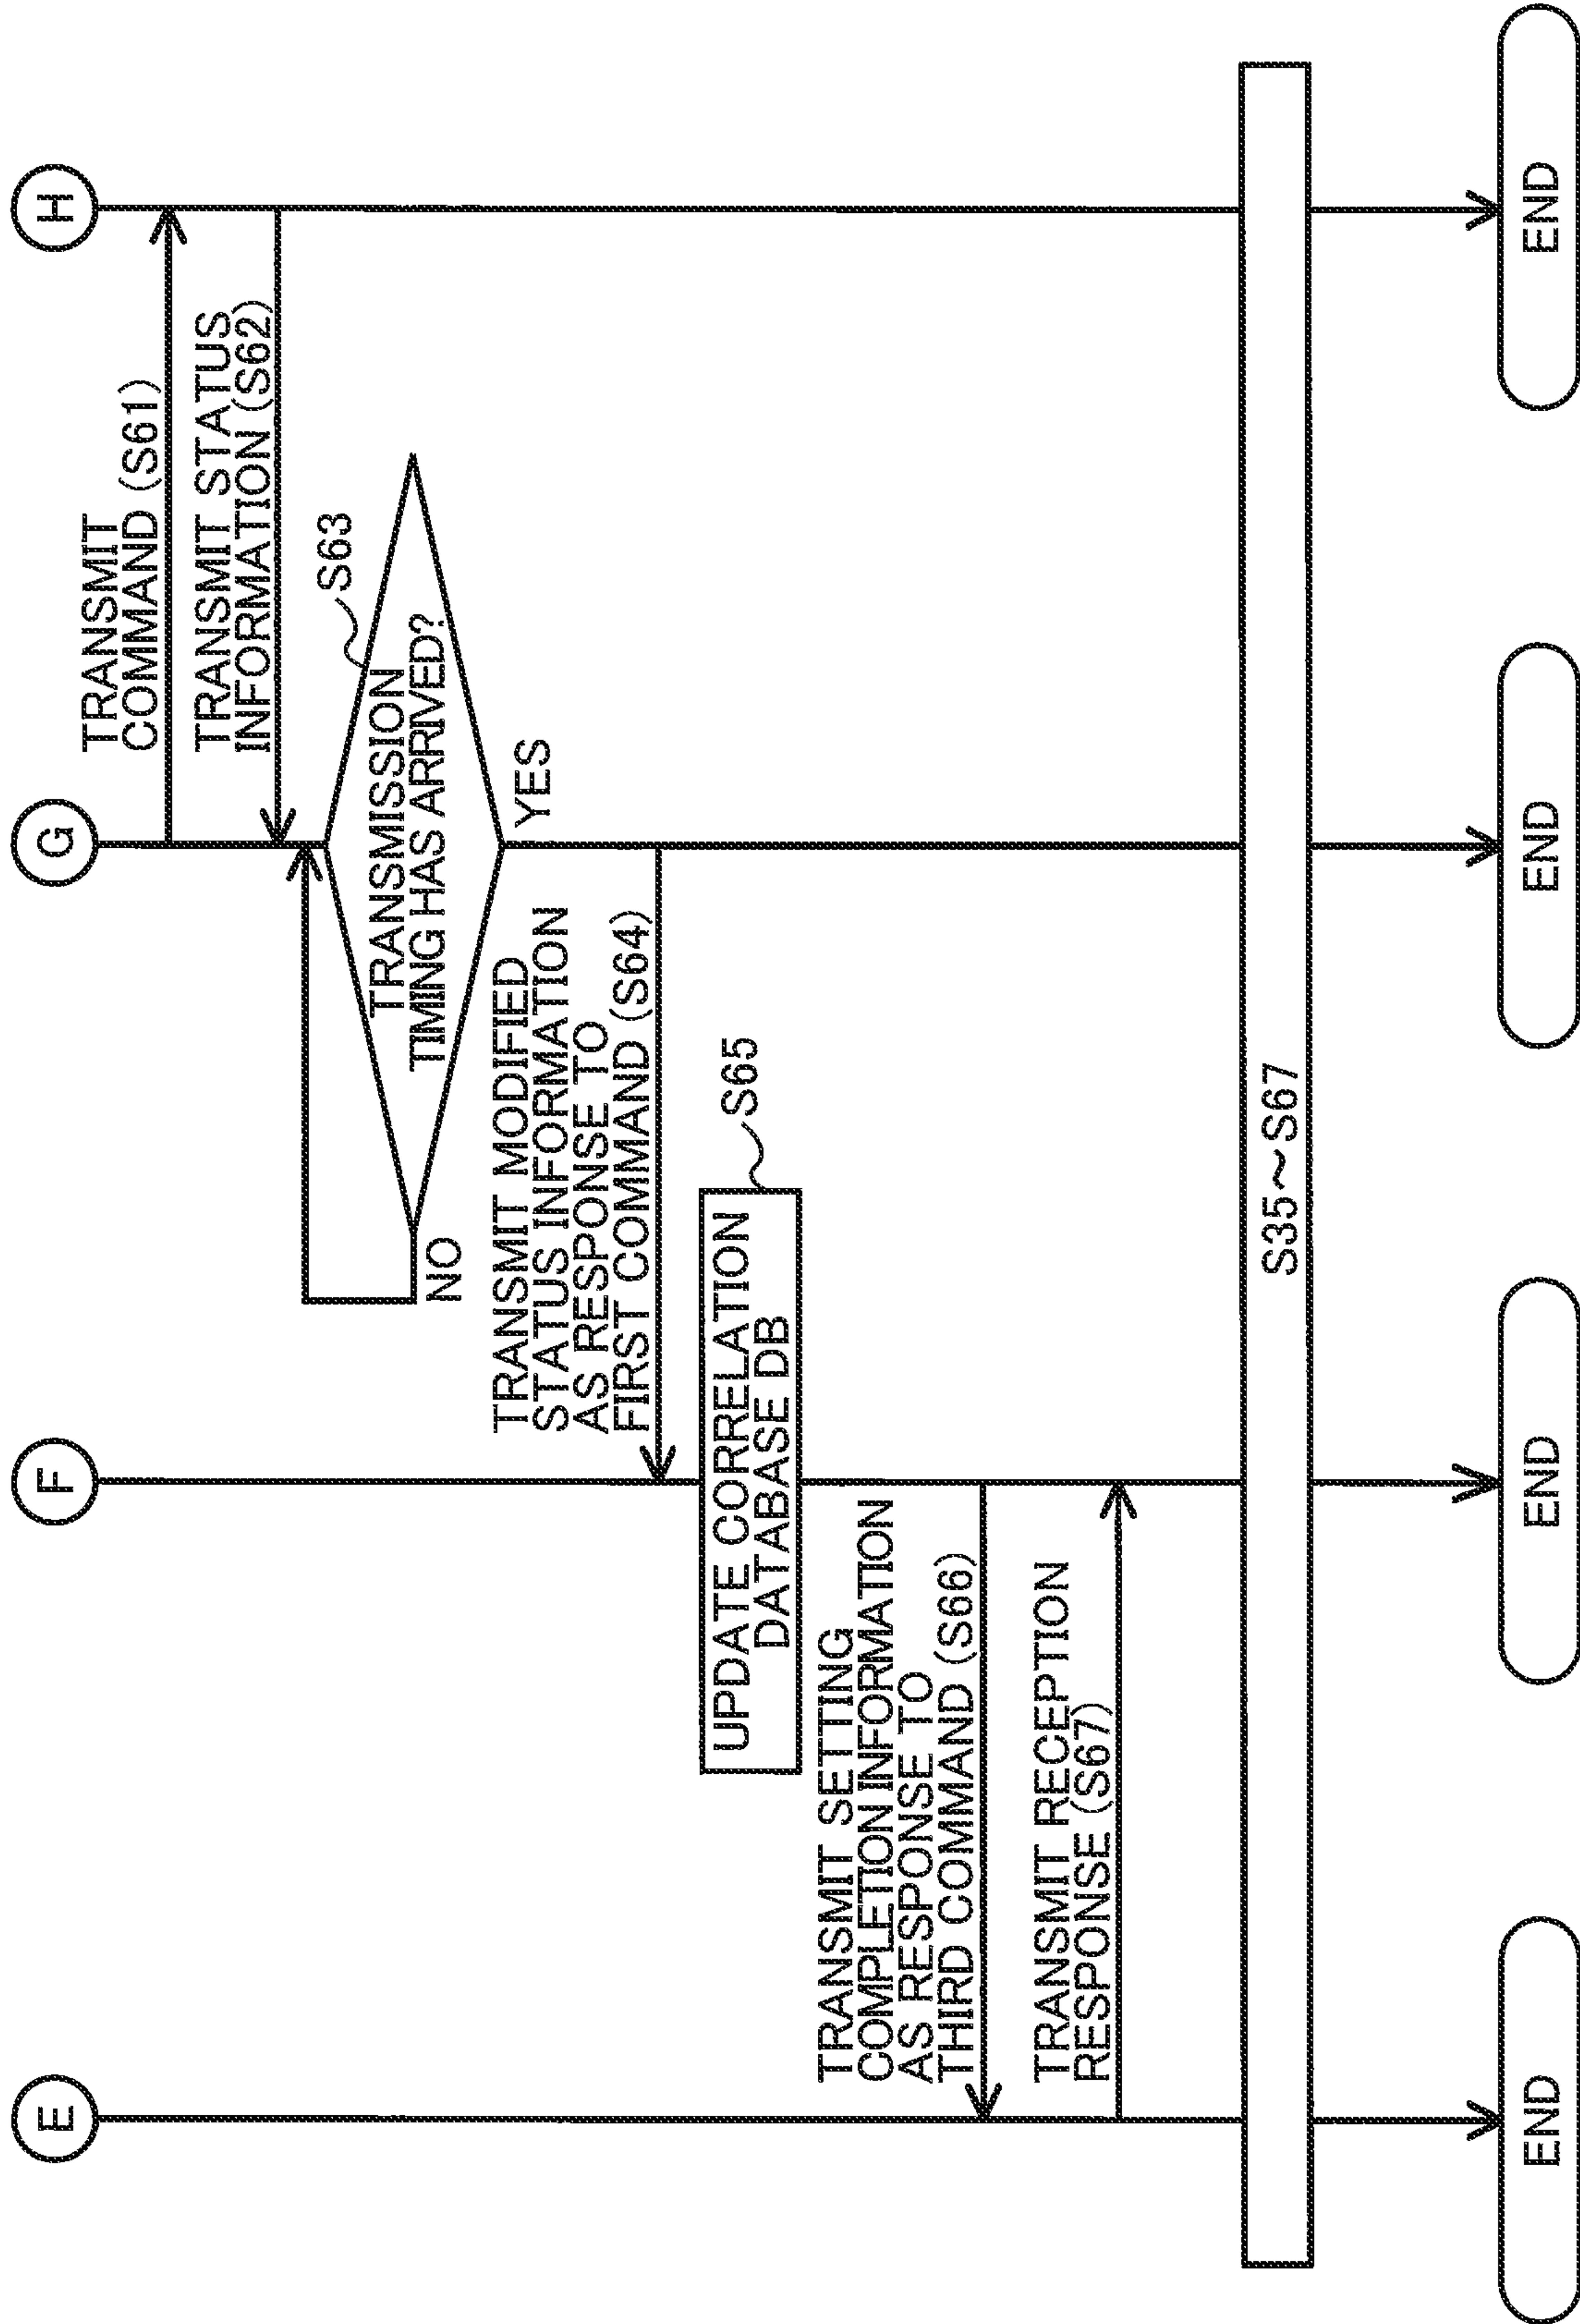 E
F
G
H
TRANSMIT
COMMAND (S61)
TRANSMIT STATUS
INFORMATION (S62)
S63
TRANSMISSION
TIMING HAS ARRIVED?
NO
YES
TRANSMIT MODIFIED
STATUS INFORMATION
AS RESPONSE TO
FIRST COMMAND (S64)
S65
UPDATE CORRELATION
DATABASE DB
TRANSMIT SETTING
COMPLETION INFORMATION
AS RESPONSE TO
THIRD COMMAND (S66)
TRANSMIT RECEPTION
RESPONSE (S67)
S35～S67
END
END
END
END